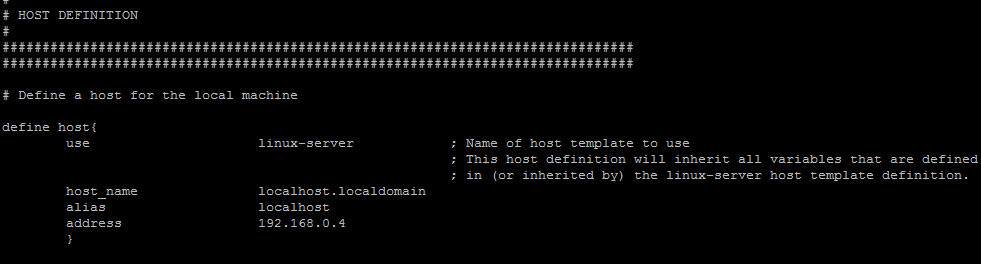 #
# HOST DEFINITION
#
###############################################################################
###############################################################################
# Define a host for the local machine
define host{
use linux-server ; Name of host template to use
; This host definition will inherit all variables that are defined
; in (or inherited by) the linux-server host template definition.
host_name localhost.localdomain
alias localhost
address 192.168.0.4
}